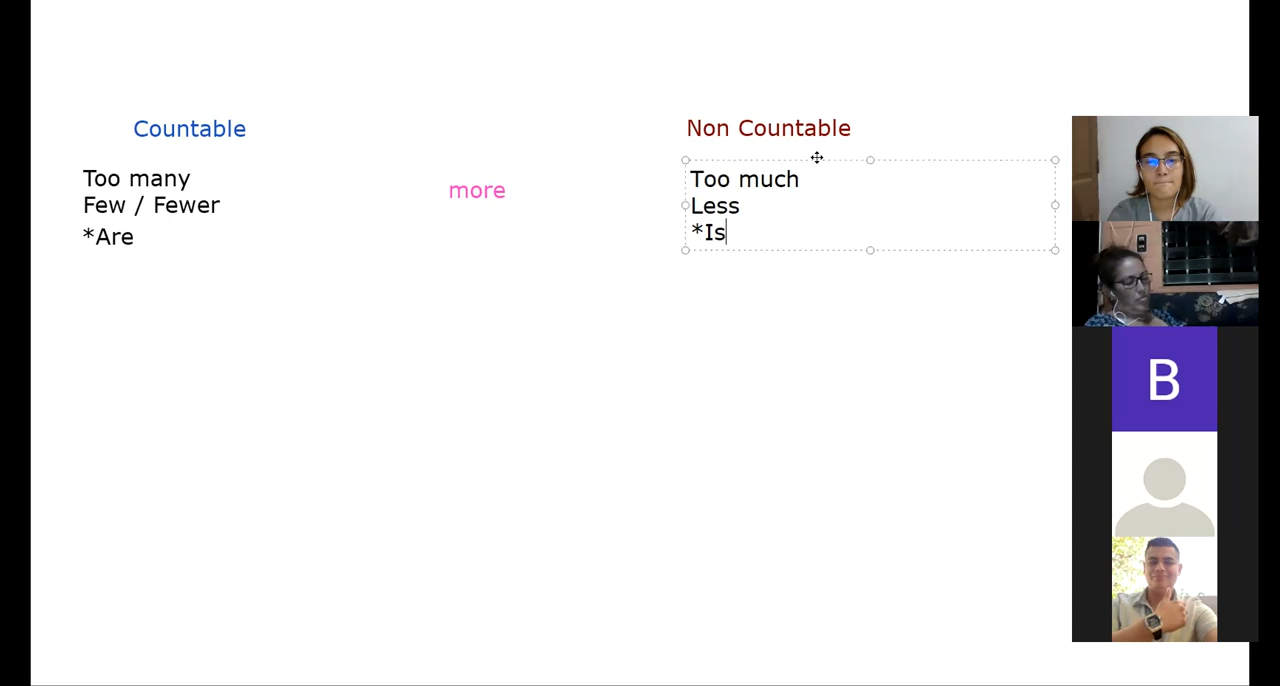 Countable
Too many
Few / Fewer
*Are
more
Non Countable
Too much
Less
*Is
B